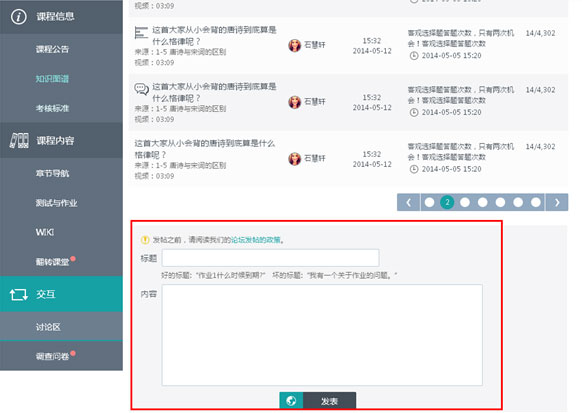 课程信息
课程公告
知识图谱
考核标准
课程内容
章节导航
测试与作业
WIKI
翻转课堂
交互
讨论区
调查问卷
视频：03:09
2014-05-05 15:20
这首大家从小会背的唐诗到底算是
什么格律呢？
来源：1-5 唐诗与宋词的区别
视频：03:09
石慧轩
15:32
2014-05-12
客观选择题答题次数，只有两次机
会！客观选择题答题次数
2014-05-05 15:20
14/4,302
这首大家从小会背的唐诗到底算是
什么格律呢？
来源：1-5 唐诗与宋词的区别
视频：03:09
石慧轩
15:32
2014-05-12
客观选择题答题次数，只有两次机
会！客观选择题答题次数
2014-05-05 15:20
14/4,302
这首大家从小会背的唐诗到底算是什么
格律呢？
来源：1-5 唐诗与宋词的区别
视频：03:09
石慧轩
15:32
2014-05-12
客观选择题答题次数，只有两次机
会！客观选择题答题次数
2014-05-05 15:20
14/4,302
2
发帖之前，请阅读我们的论坛发帖的政策。
标题
好的标题：“作业1什么时候到期?” 坏的标题：“我有一个关于作业的问题。”
内容
发表